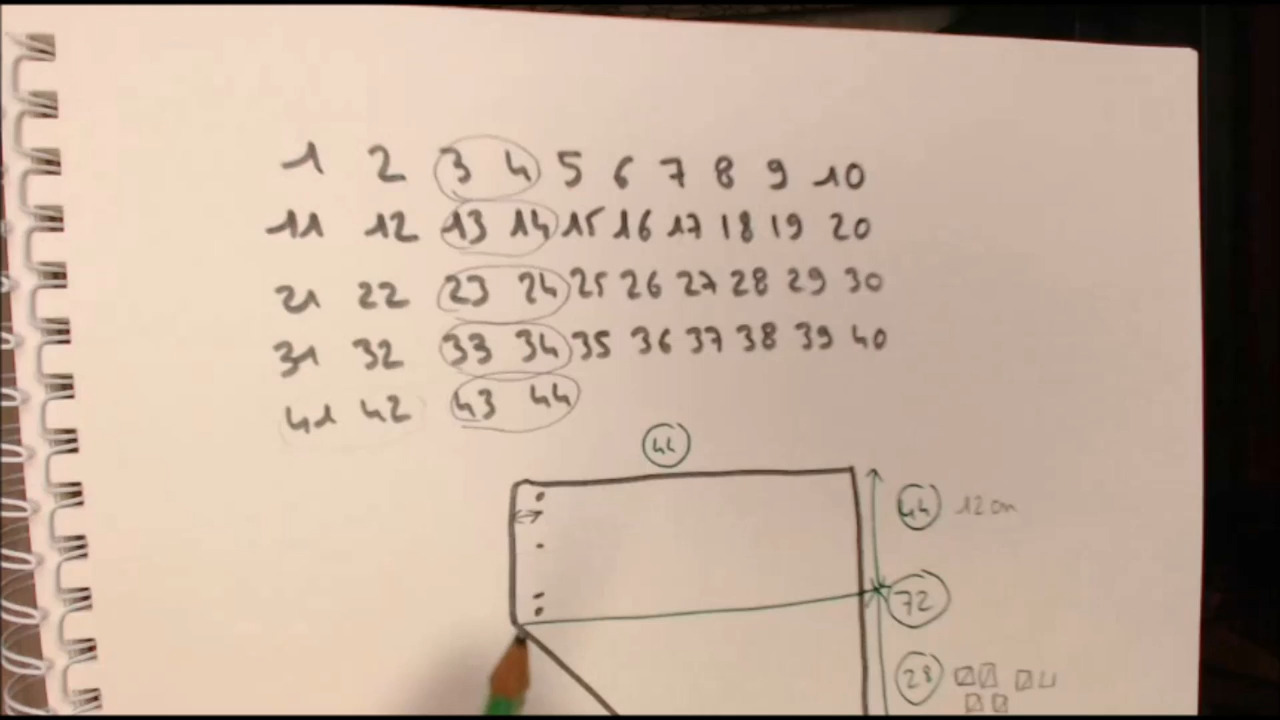 1 2 3 4 5 6 7 8 9 10
11 12 13 14 15 16 17 18 19 20
21 22 23 24 25 26 27 28 29 30
31 32 33 34 35 36 37 38 39 40
41 42 43 44
44
44 12 cm
72
28